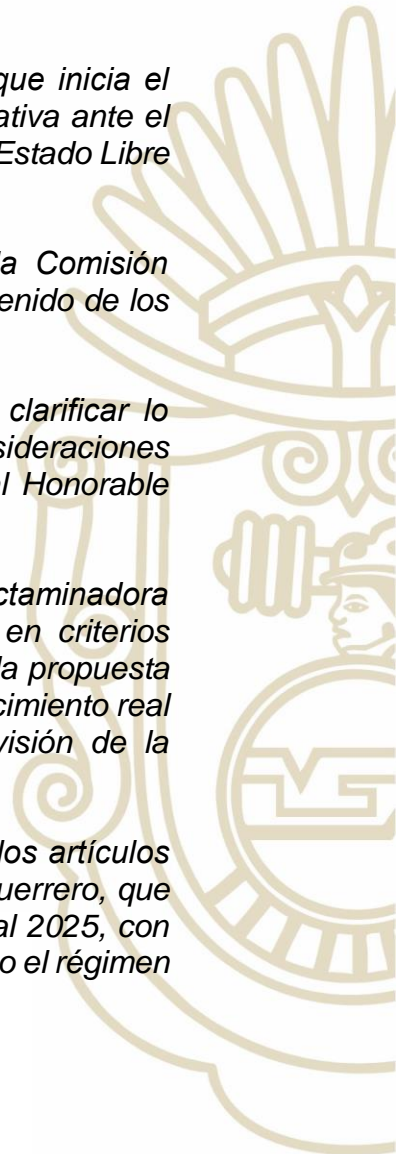 que inicia el
ativa ante el
Estado Libre
a Comisión
enido de los
clarificar lo
sideraciones
l Honorable
ctaminadora
en criterios
la propuesta
cimiento real
visión de la
los artículos
uerrero, que
al 2025, con
o el régimen